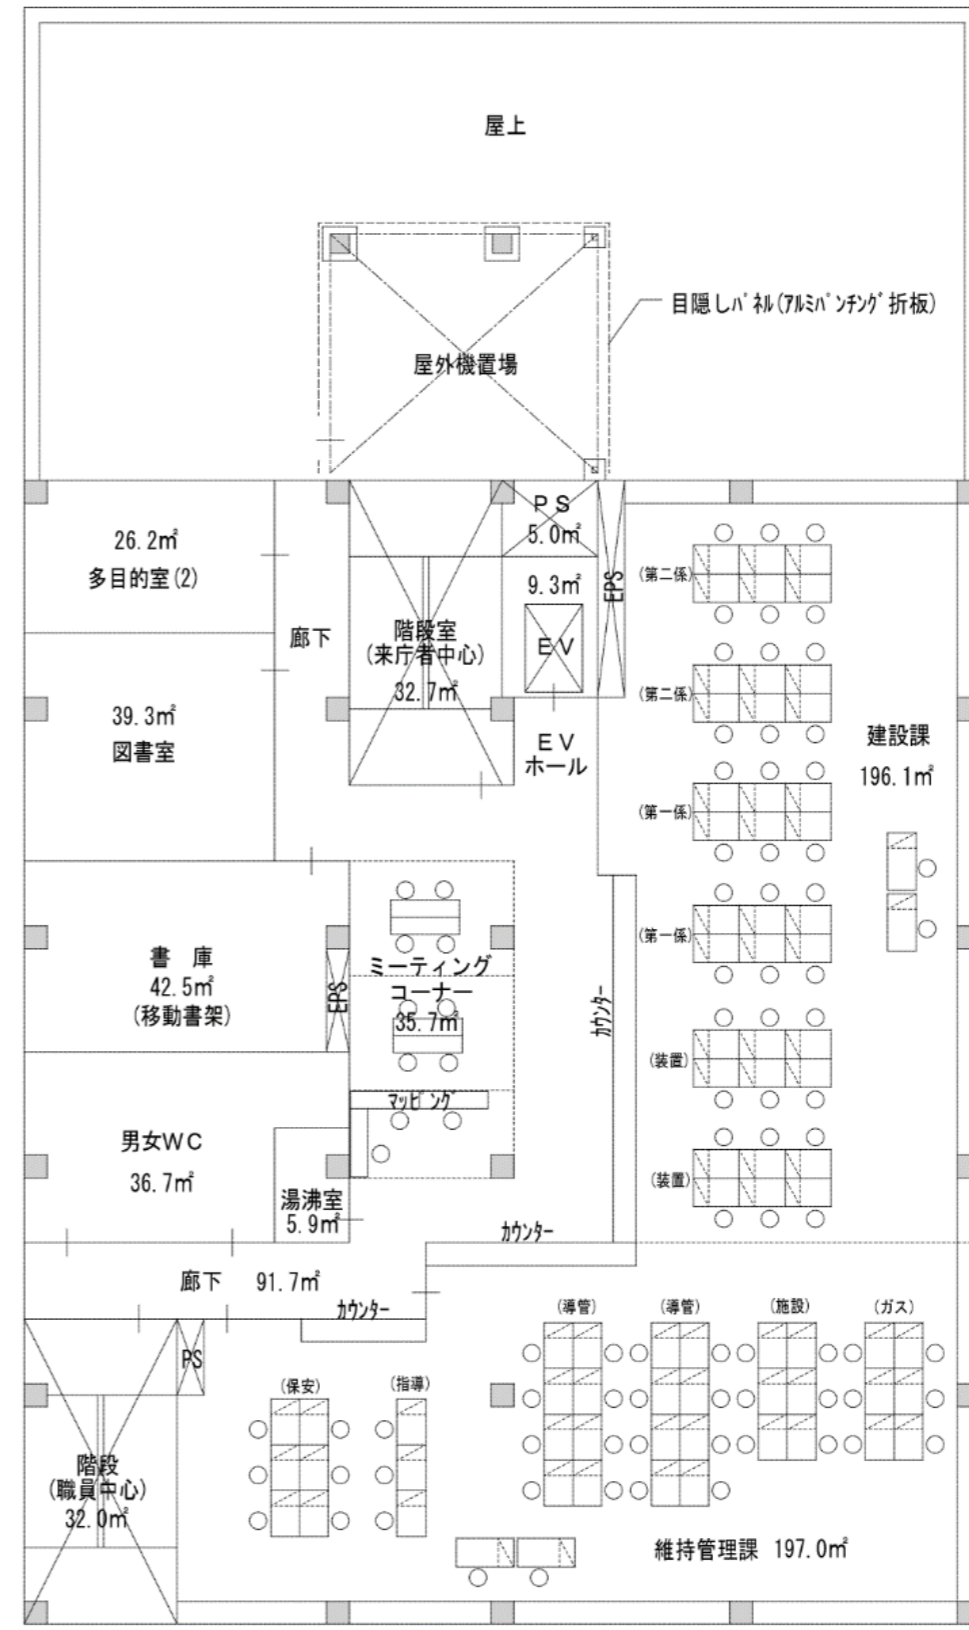 屋上
目隠しパネル(アルミパンチング折板)
屋外機置場
26.2㎡
多目的室(2)
廊下
階段室
(来庁者中心)
32.7㎡
PS
5.0㎡
9.3㎡
EV
EPS
39.3㎡
図書室
EV
ホール
(第二係)
(第二係)
(第一係)
(第一係)
(装置)
(装置)
建設課
196.1㎡
書 庫
42.5㎡
(移動書架)
EPS
ミーティング
コーナー
35.7㎡
マッピング
カウンター
男女WC
36.7㎡
湯沸室
5.9㎡
カウンター
廊下 91.7㎡
カウンター
PS
階段
(職員中心)
32.0㎡
(保安)
(指導)
(導管)
(導管)
(施設)
(ガス)
維持管理課 197.0㎡